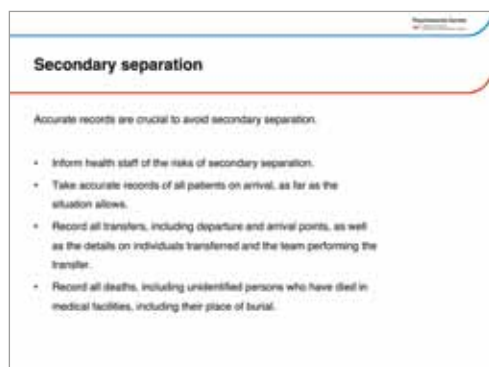 Psychosocial Centre
Secondary separation
Accurate records are crucial to avoid secondary separation.
• Inform health staff of the risks of secondary separation.
• Take accurate records of all patients on arrival, as far as the
situation allows.
• Record all transfers, including departure and arrival points, as well
as the details on individuals transferred and the team performing the
transfer.
• Record all deaths, including unidentified persons who have died in
medical facilities, including their place of burial.